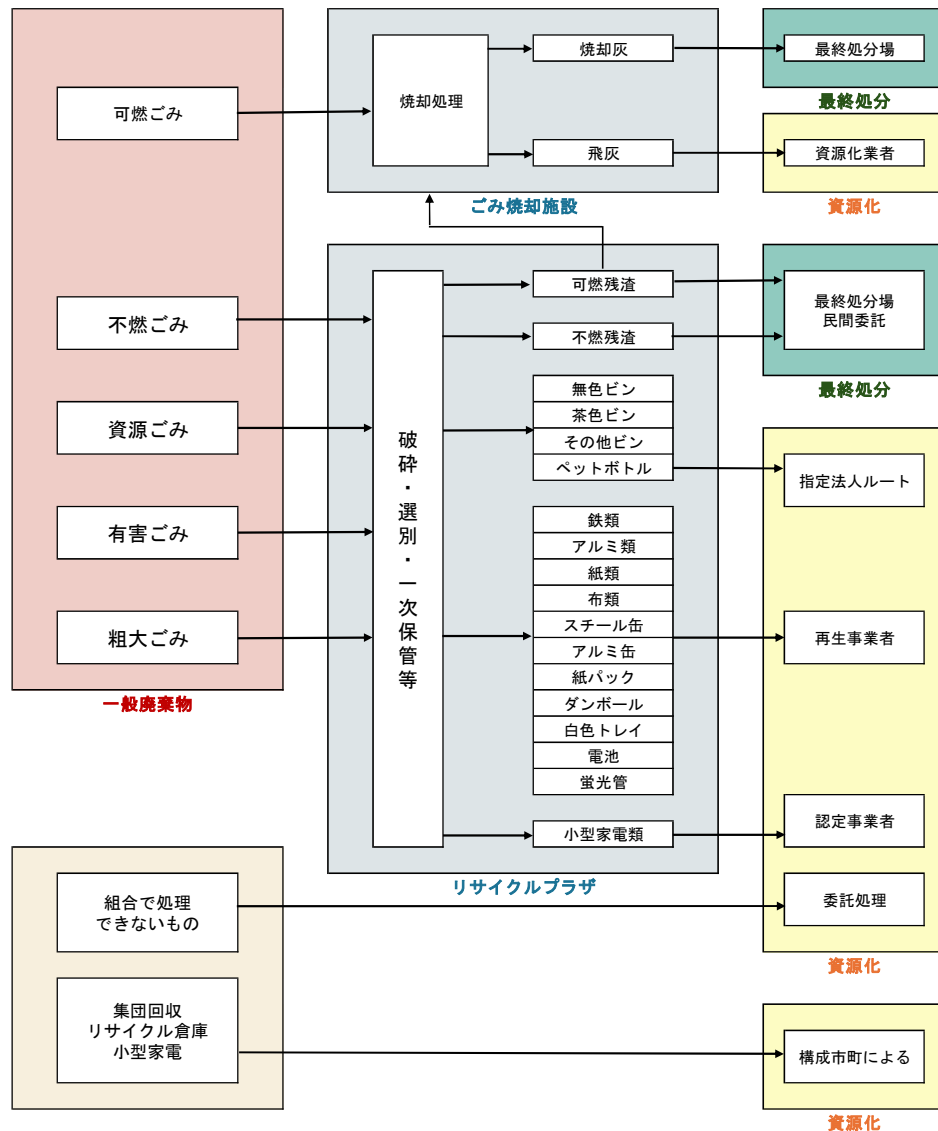 可燃ごみ
不燃ごみ
資源ごみ
有害ごみ
粗大ごみ
一般廃棄物
焼却処理
焼却灰
飛灰
ごみ焼却施設
最終処分場
最終処分
資源化業者
資源化
破砕・選別・一次保管等
可燃残渣
不燃残渣
無色ビン
茶色ビン
その他ビン
ペットボトル
鉄類
アルミ類
紙類
布類
スチール缶
アルミ缶
紙パック
ダンボール
白色トレイ
電池
蛍光管
小型家電類
リサイクルプラザ
最終処分場
民間委託
最終処分
指定法人ルート
再生事業者
認定事業者
委託処理
資源化
組合で処理
できないもの
集団回収
リサイクル倉庫
小型家電
構成市町による
資源化